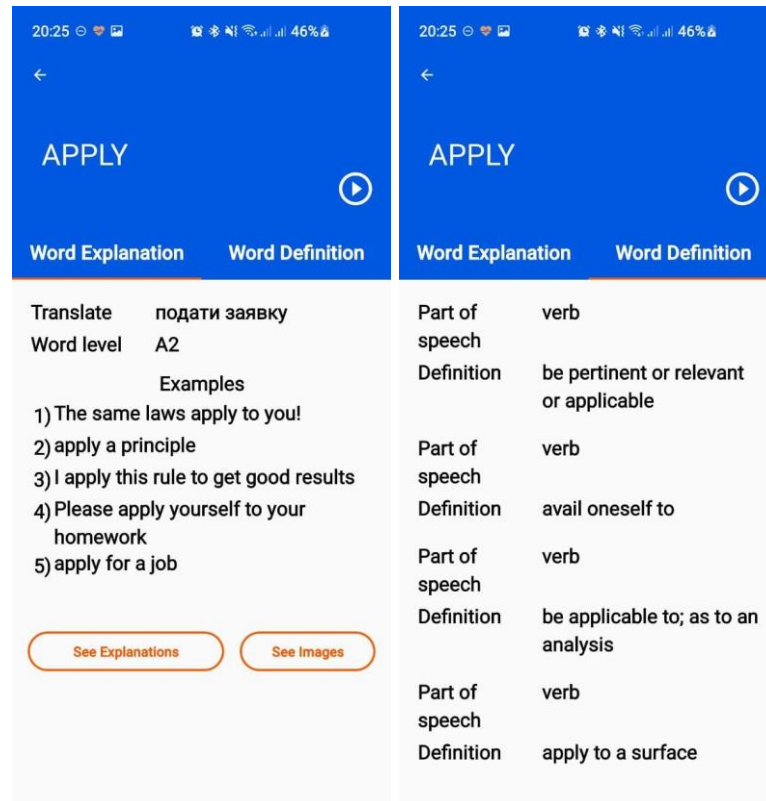 20:25 46%
APPLY
Word Explanation Word Definition
Translate подати заявку
Word level A2
Examples
1) The same laws apply to you!
2) apply a principle
3) I apply this rule to get good results
4) Please apply yourself to your
homework
5) apply for a job
See Explanations See Images
20:25 46%
APPLY
Word Explanation Word Definition
Part of verb
speech
Definition be pertinent or relevant
or applicable
Part of verb
speech
Definition avail oneself to
Part of verb
speech
Definition be applicable to; as to an
analysis
Part of verb
speech
Definition apply to a surface